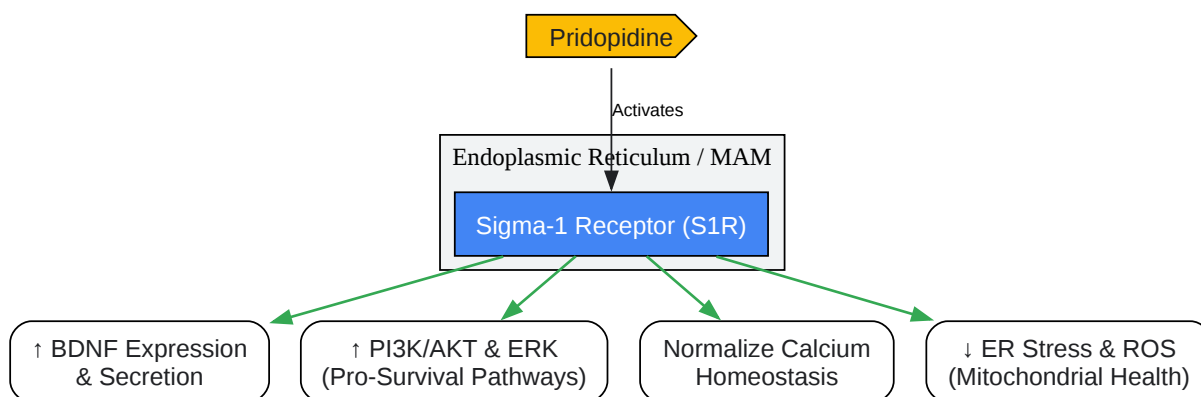 Pridopidine
Activates
Endoplasmic Reticulum / MAM
Sigma-1 Receptor (S1R)
↑ BDNF Expression
& Secretion
↑ PI3K/AKT & ERK
(Pro-Survival Pathways)
Normalize Calcium
Homeostasis
↓ ER Stress & ROS
(Mitochondrial Health)